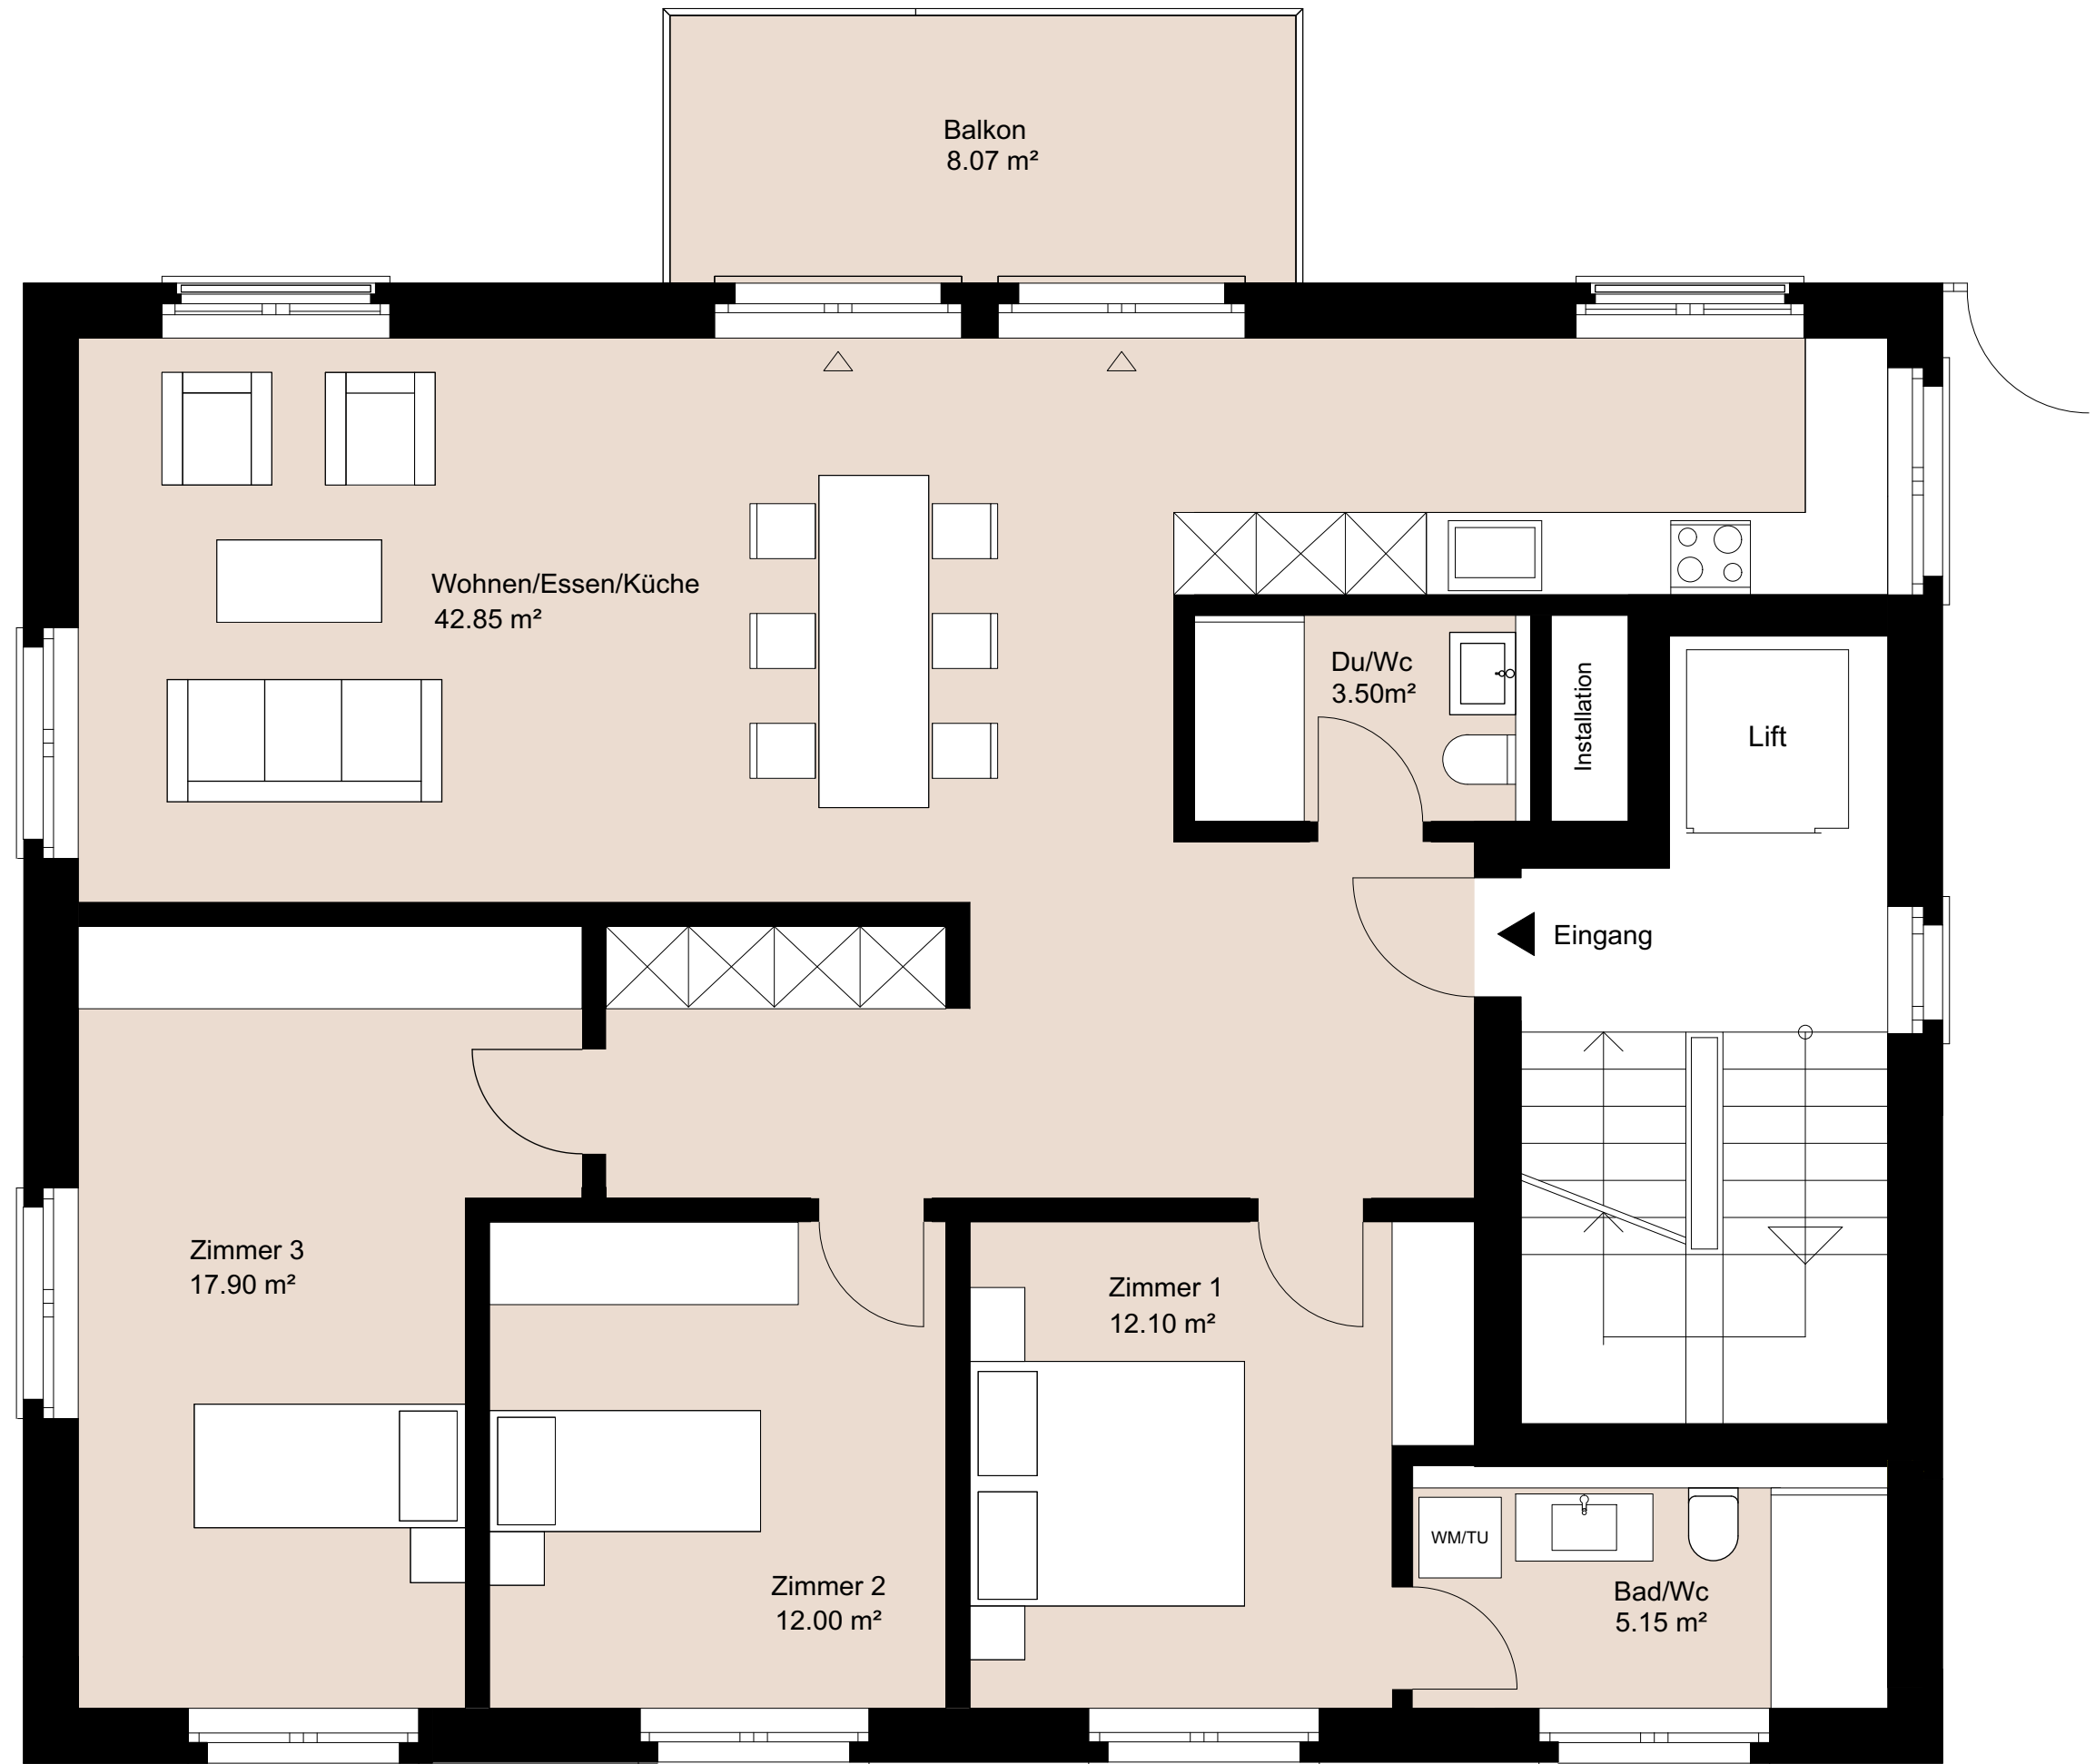 Balkon
8.07 m²
Wohnen/Essen/Küche
42.85 m²
Du/Wc
3.50m²
Installation
Lift
Eingang
Zimmer 3
17.90 m²
Zimmer 1
12.10 m²
Zimmer 2
12.00 m²
WM/TU
Bad/Wc
5.15 m²